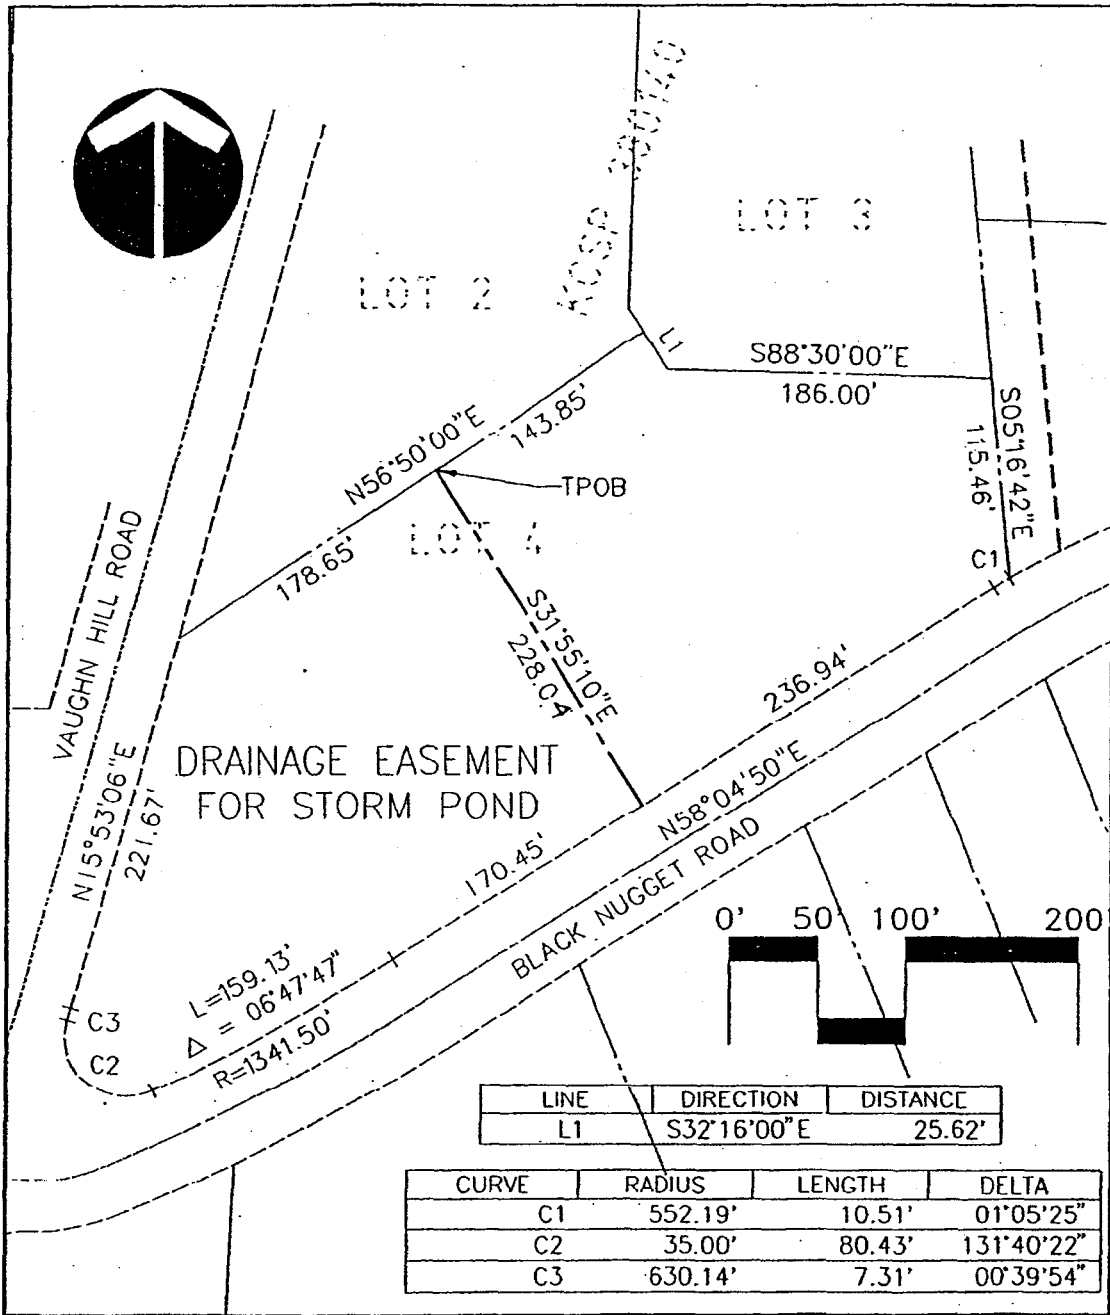 KCSP 380140
LOT 3
LOT 2
L1
S88°30'00"E
186.00'
S05°16'42"E
115.46'
N56°50'00"E
143.85'
TPOB
LOT 4
178.65'
C1
VAUGHN HILL ROAD
S31°55'10"E
228.04'
236.94'
N15°53'06"E
221.67'
DRAINAGE EASEMENT
FOR STORM POND
N58°04'50"E
170.45'
BLACK NUGGET ROAD
0' 50' 100' 200'
L=159.13'
Δ = 06°47'47"
R=1341.50'
C3
C2
LINE DIRECTION DISTANCE
L1 S32°16'00"E 25.62'
CURVE RADIUS LENGTH DELTA
C1 552.19' 10.51' 01°05'25"
C2 35.00' 80.43' 131°40'22"
C3 630.14' 7.31' 00°39'54"